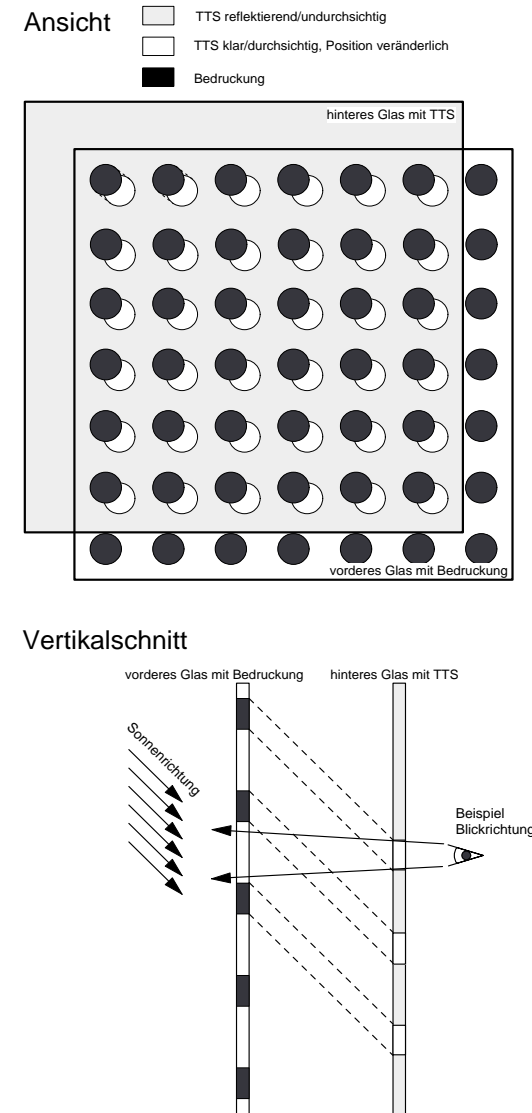 Ansicht
TTS reflektierend/undurchsichtig
TTS klar/durchsichtig, Position veränderlich
Bedruckung
hinteres Glas mit TTS
vorderes Glas mit Bedruckung
Vertikalschnitt
vorderes Glas mit Bedruckung
hinteres Glas mit TTS
Sonnenrichtung
Beispiel
Blickrichtung